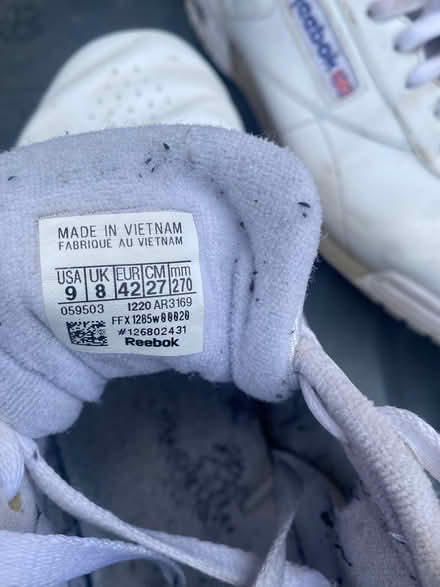 Reebok
MADE IN VIETNAM
FABRIQUÉ AU VIETNAM
USA UK EUR CM mm
9 8 42 27 270
059503 1220 AR3169
FFX1285W00020
#126802431
Reebok